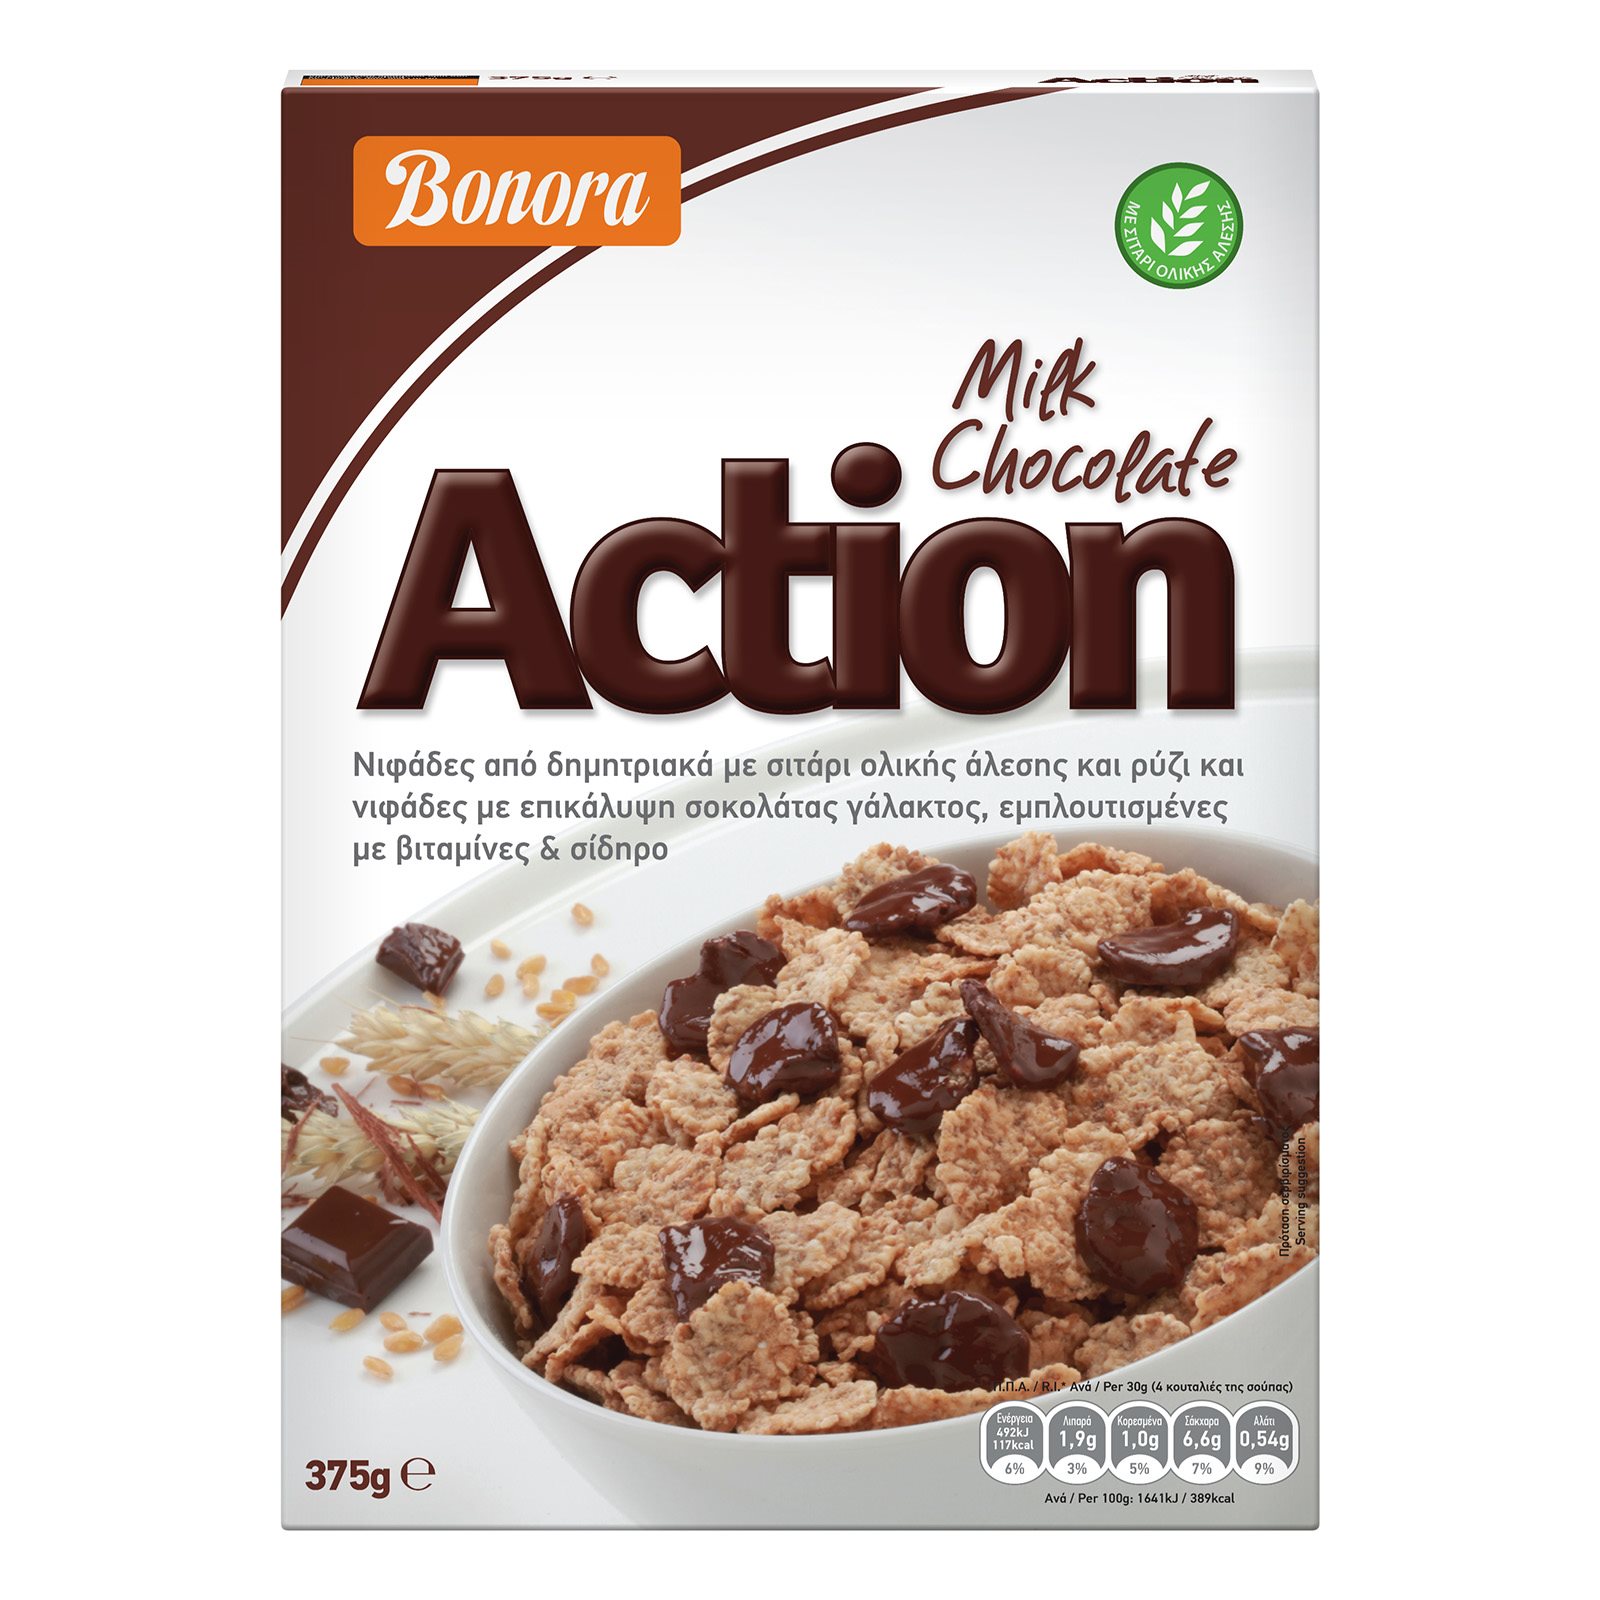 375g ℮
Action
Bonora
ΜΕ ΣΙΤΑΡΙ ΟΛΙΚΗΣ ΑΛΕΣΗΣ
Milk
Chocolate
Action
Νιφάδες από δημητριακά με σιτάρι ολικής άλεσης και ρύζι και
νιφάδες με επικάλυψη σοκολάτας γάλακτος, εμπλουτισμένες
με βιταμίνες & σίδηρο
Πρόταση σερβιρίσματος
Serving suggestion
Π.Π.Α. / R.I.* Ανά / Per 30g (4 κουταλιές της σούπας)
Ενέργεια Λιπαρά Κορεσμένα Σάκχαρα Αλάτι
492kJ
117kcal 1,9g 1,0g 6,6g 0,54g
6% 3% 5% 7% 9%
Ανά / Per 100g: 1641kJ / 389kcal
375g ℮